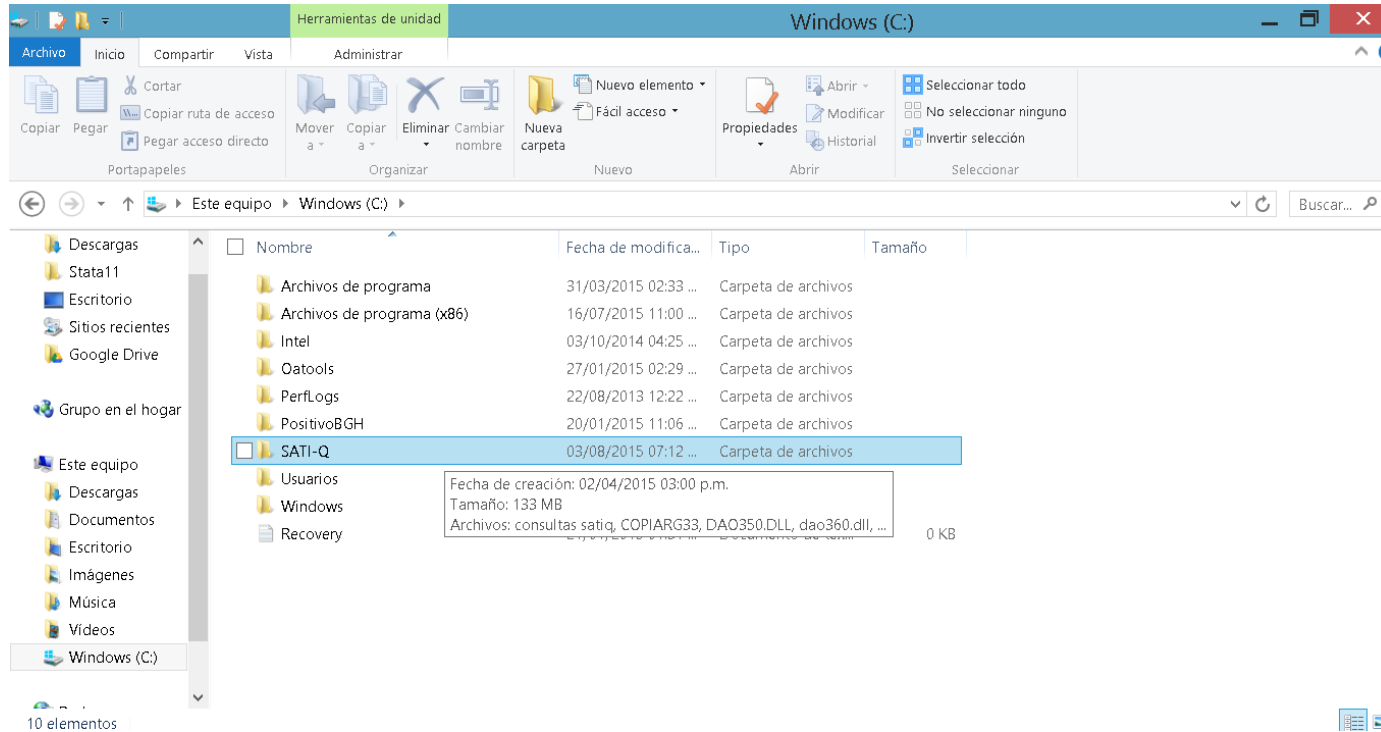 Herramientas de unidad
Windows (C:)
Archivo Inicio Compartir Vista Administrar
Copiar
Pegar
Cortar
Copiar ruta de acceso
Pegar acceso directo
Portapapeles
Mover a
Copiar a
Eliminar
Cambiar nombre
Organizar
Nueva carpeta
Nuevo elemento
Fácil acceso
Nuevo
Propiedades
Abrir
Modificar
Historial
Abrir
Seleccionar todo
No seleccionar ninguno
Invertir selección
Seleccionar
Este equipo Windows (C:)
Buscar...
Descargas
Stata11
Escritorio
Sitios recientes
Google Drive
Grupo en el hogar
Este equipo
Descargas
Documentos
Escritorio
Imágenes
Música
Vídeos
Windows (C:)
Nombre Fecha de modifica... Tipo Tamaño
Archivos de programa 31/03/2015 02:33 ... Carpeta de archivos
Archivos de programa (x86) 16/07/2015 11:00 ... Carpeta de archivos
Intel 03/10/2014 04:25 ... Carpeta de archivos
Oatools 27/01/2015 02:29 ... Carpeta de archivos
PerfLogs 22/08/2013 12:22 ... Carpeta de archivos
PositivoBGH 20/01/2015 11:06 ... Carpeta de archivos
SATI-Q 03/08/2015 07:12 ... Carpeta de archivos
Usuarios
Windows
Recovery 0 KB
Fecha de creación: 02/04/2015 03:00 p.m.
Tamaño: 133 MB
Archivos: consultas satiq, COPIARG33, DAO350.DLL, dao360.dll, ...
10 elementos